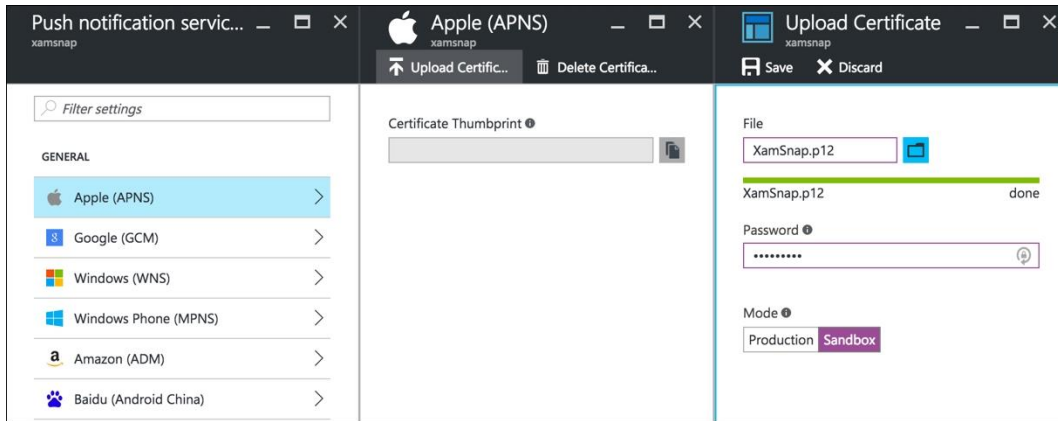 Push notification servic...
xamsnap
Filter settings
GENERAL
Apple (APNS)
Google (GCM)
Windows (WNS)
Windows Phone (MPNS)
Amazon (ADM)
Baidu (Android China)
Apple (APNS)
xamsnap
Upload Certific...
Delete Certifica...
Certificate Thumbprint
Upload Certificate
xamsnap
Save
Discard
File
XamSnap.p12
XamSnap.p12 done
Password
•••••••••
Mode
Production Sandbox